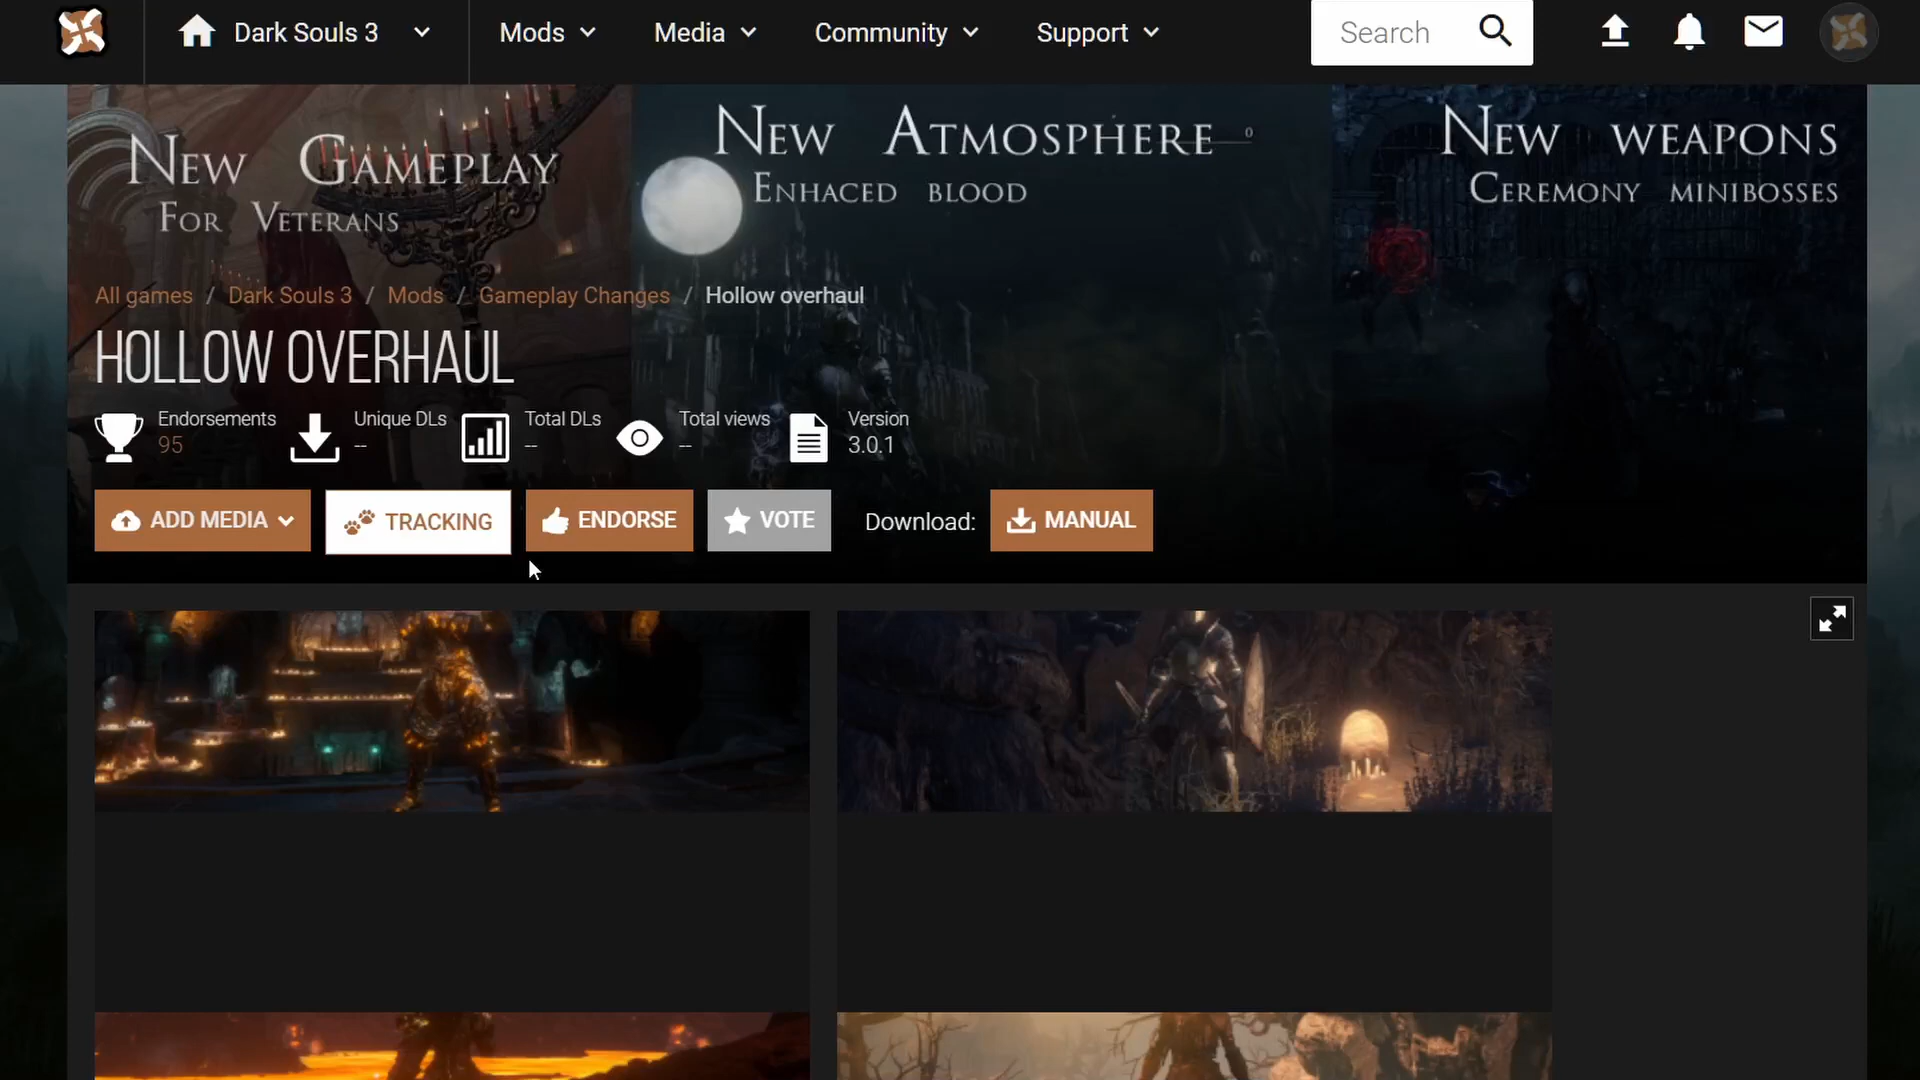 Dark Souls 3
Mods
Media
Community
Support
Search
New Gameplay
For Veterans
New Atmosphere
Enhaced blood
New weapons
Ceremony minibosses
All games / Dark Souls 3 / Mods / Gameplay Changes / Hollow overhaul
HOLLOW OVERHAUL
Endorsements
95
Unique DLs
--
Total DLs
--
Total views
--
Version
3.0.1
ADD MEDIA
TRACKING
ENDORSE
VOTE
Download:
MANUAL